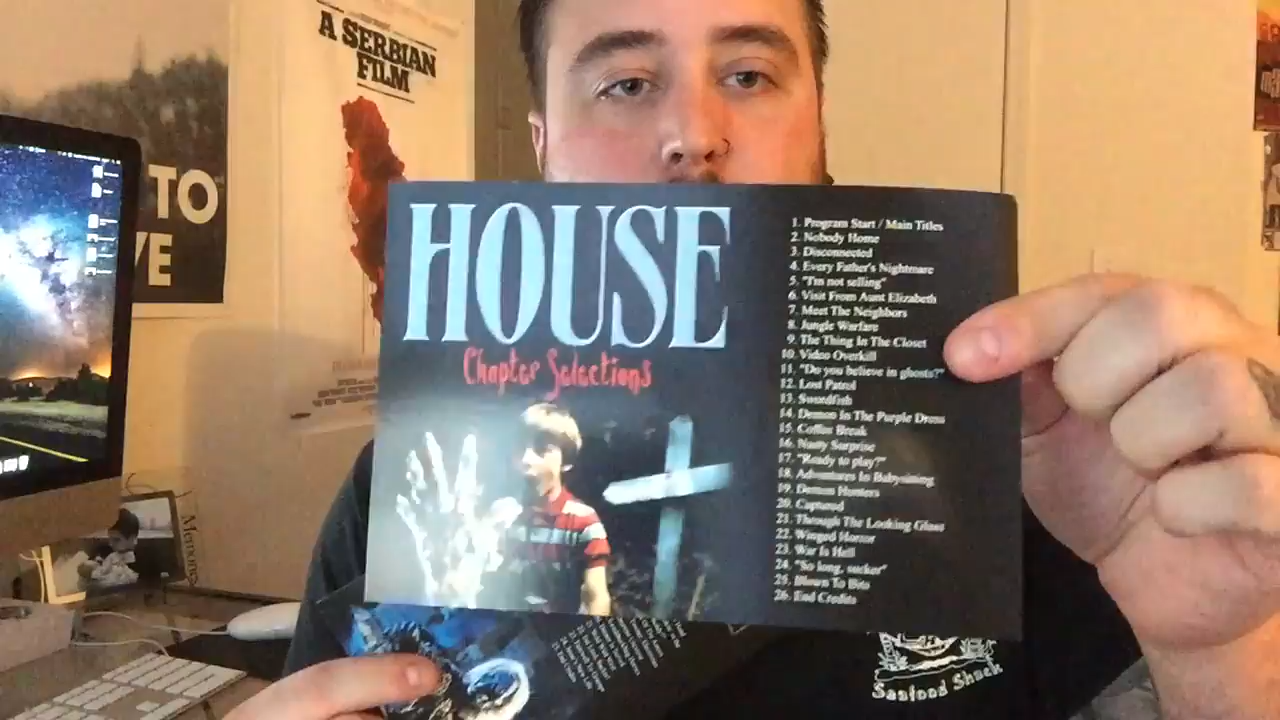 A SERBIAN
FILM
TO
VE
HOUSE
Chapter Selections
1. Program Start / Main Titles
2. Nobody Home
3. Disconnected
4. Every Father's Nightmare
5. "I'm not selling"
6. Visit From Aunt Elizabeth
7. Meet The Neighbors
8. Jungle Warfare
9. The Thing In The Closet
10. Video Overkill
11. "Do you believe in ghosts?"
12. Lost Patrol
13. Swordfish
14. Demon In The Purple Dress
15. Coffee Break
16. Nasty Surprise
17. "Ready to play?"
18. Adventures In Babysitting
19. Demon Hunters
20. Captured
21. Through The Looking Glass
22. Winged Horror
23. War Is Hell
24. "So long, sucker"
25. Blown To Bits
26. End Credits
Seafood Shack
Memories